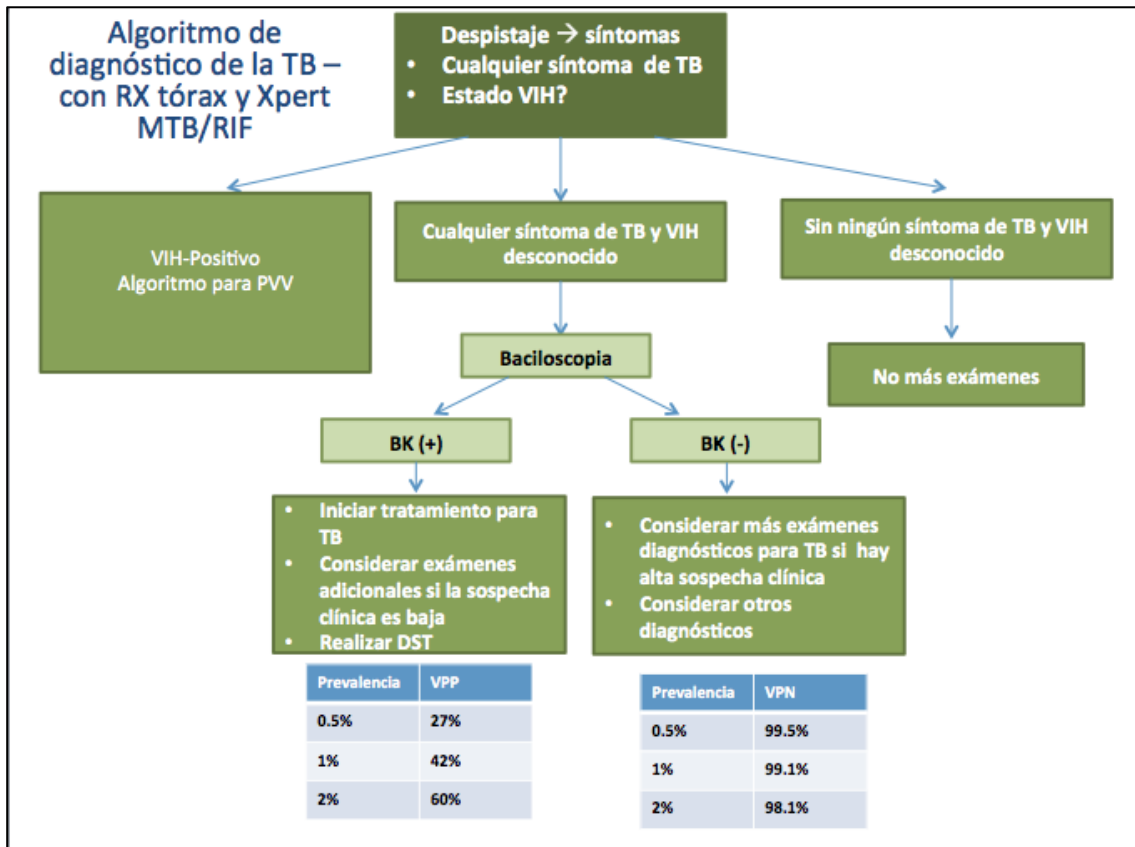 Algoritmo de
diagnóstico de la TB –
con RX tórax y Xpert
MTB/RIF
Despistaje → síntomas
• Cualquier síntoma de TB
• Estado VIH?
VIH-Positivo
Algoritmo para PVV
Cualquier síntoma de TB y VIH
desconocido
Sin ningún síntoma de TB y VIH
desconocido
Baciloscopia
No más exámenes
BK (+)
BK (-)
• Iniciar tratamiento para
TB
• Considerar exámenes
adicionales si la sospecha
clínica es baja
• Realizar DST
• Considerar más exámenes
diagnósticos para TB si hay
alta sospecha clínica
• Considerar otros
diagnósticos
Prevalencia VPP
0.5% 27%
1% 42%
2% 60%
Prevalencia VPN
0.5% 99.5%
1% 99.1%
2% 98.1%